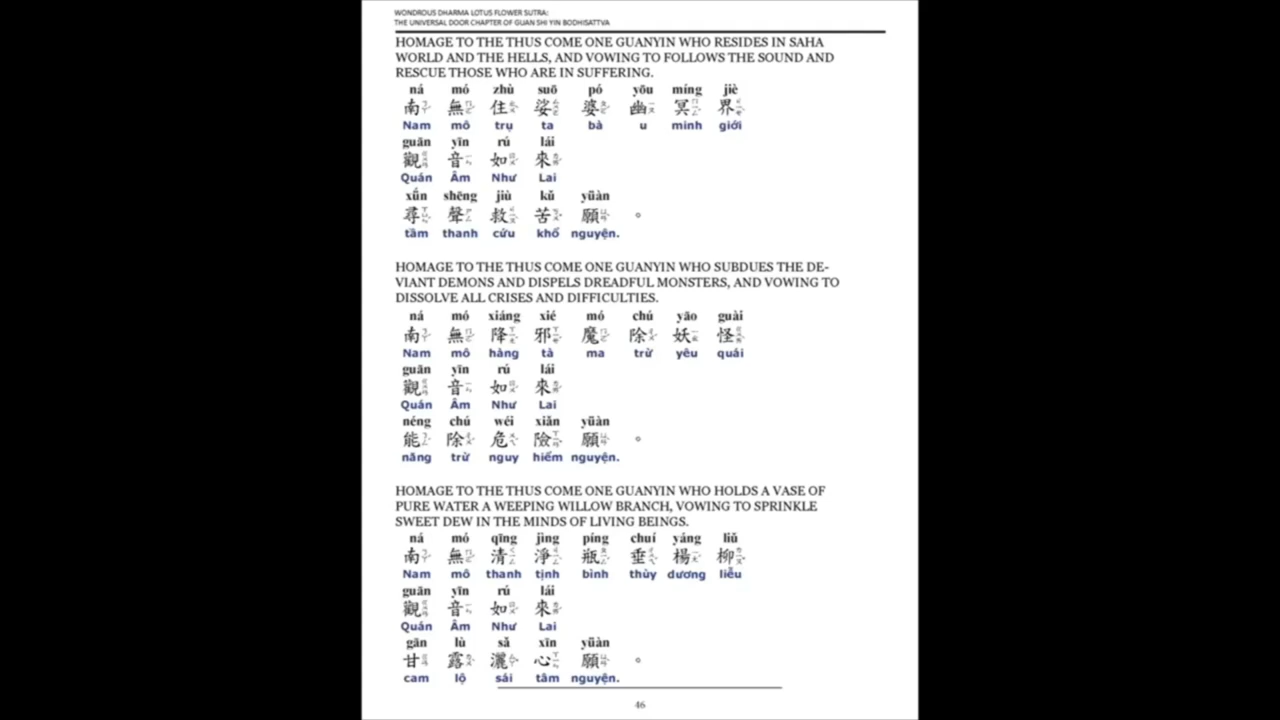 WONDROUS DHARMA LOTUS FLOWER SUTRA:
THE UNIVERSAL DOOR CHAPTER OF GUAN SHI YIN BODHISATTVA
HOMAGE TO THE THUS COME ONE GUANYIN WHO RESIDES IN SAHA
WORLD AND THE HELLS, AND VOWING TO FOLLOWS THE SOUND AND
RESCUE THOSE WHO ARE IN SUFFERING.
ná mó zhù suō pó yōu míng jiè
南 無 住 娑 婆 幽 冥 界
Nam mô trụ ta bà u minh giới
guān yīn rú lái
觀 音 如 來
Quán Âm Như Lai
xǘn shēng jiù kǔ yüàn
尋 聲 救 苦 願 。
tầm thanh cứu khổ nguyện.
HOMAGE TO THE THUS COME ONE GUANYIN WHO SUBDUES THE DE-
VIANT DEMONS AND DISPELS DREADFUL MONSTERS, AND VOWING TO
DISSOLVE ALL CRISES AND DIFFICULTIES.
ná mó xiáng xié mó chú yāo guài
南 無 降 邪 魔 除 妖 怪
Nam mô hàng tà ma trừ yêu quái
guān yīn rú lái
觀 音 如 來
Quán Âm Như Lai
néng chú wéi xiǎn yüàn
能 除 危 險 願 。
năng trừ nguy hiểm nguyện.
HOMAGE TO THE THUS COME ONE GUANYIN WHO HOLDS A VASE OF
PURE WATER A WEEPING WILLOW BRANCH, VOWING TO SPRINKLE
SWEET DEW IN THE MINDS OF LIVING BEINGS.
ná mó qīng jìng píng chuí yáng liǔ
南 無 清 淨 瓶 垂 楊 柳
Nam mô thanh tịnh bình thùy dương liễu
guān yīn rú lái
觀 音 如 來
Quán Âm Như Lai
gān lù sǎ xīn yüàn
甘 露 灑 心 願 。
cam lộ sái tâm nguyện.
46